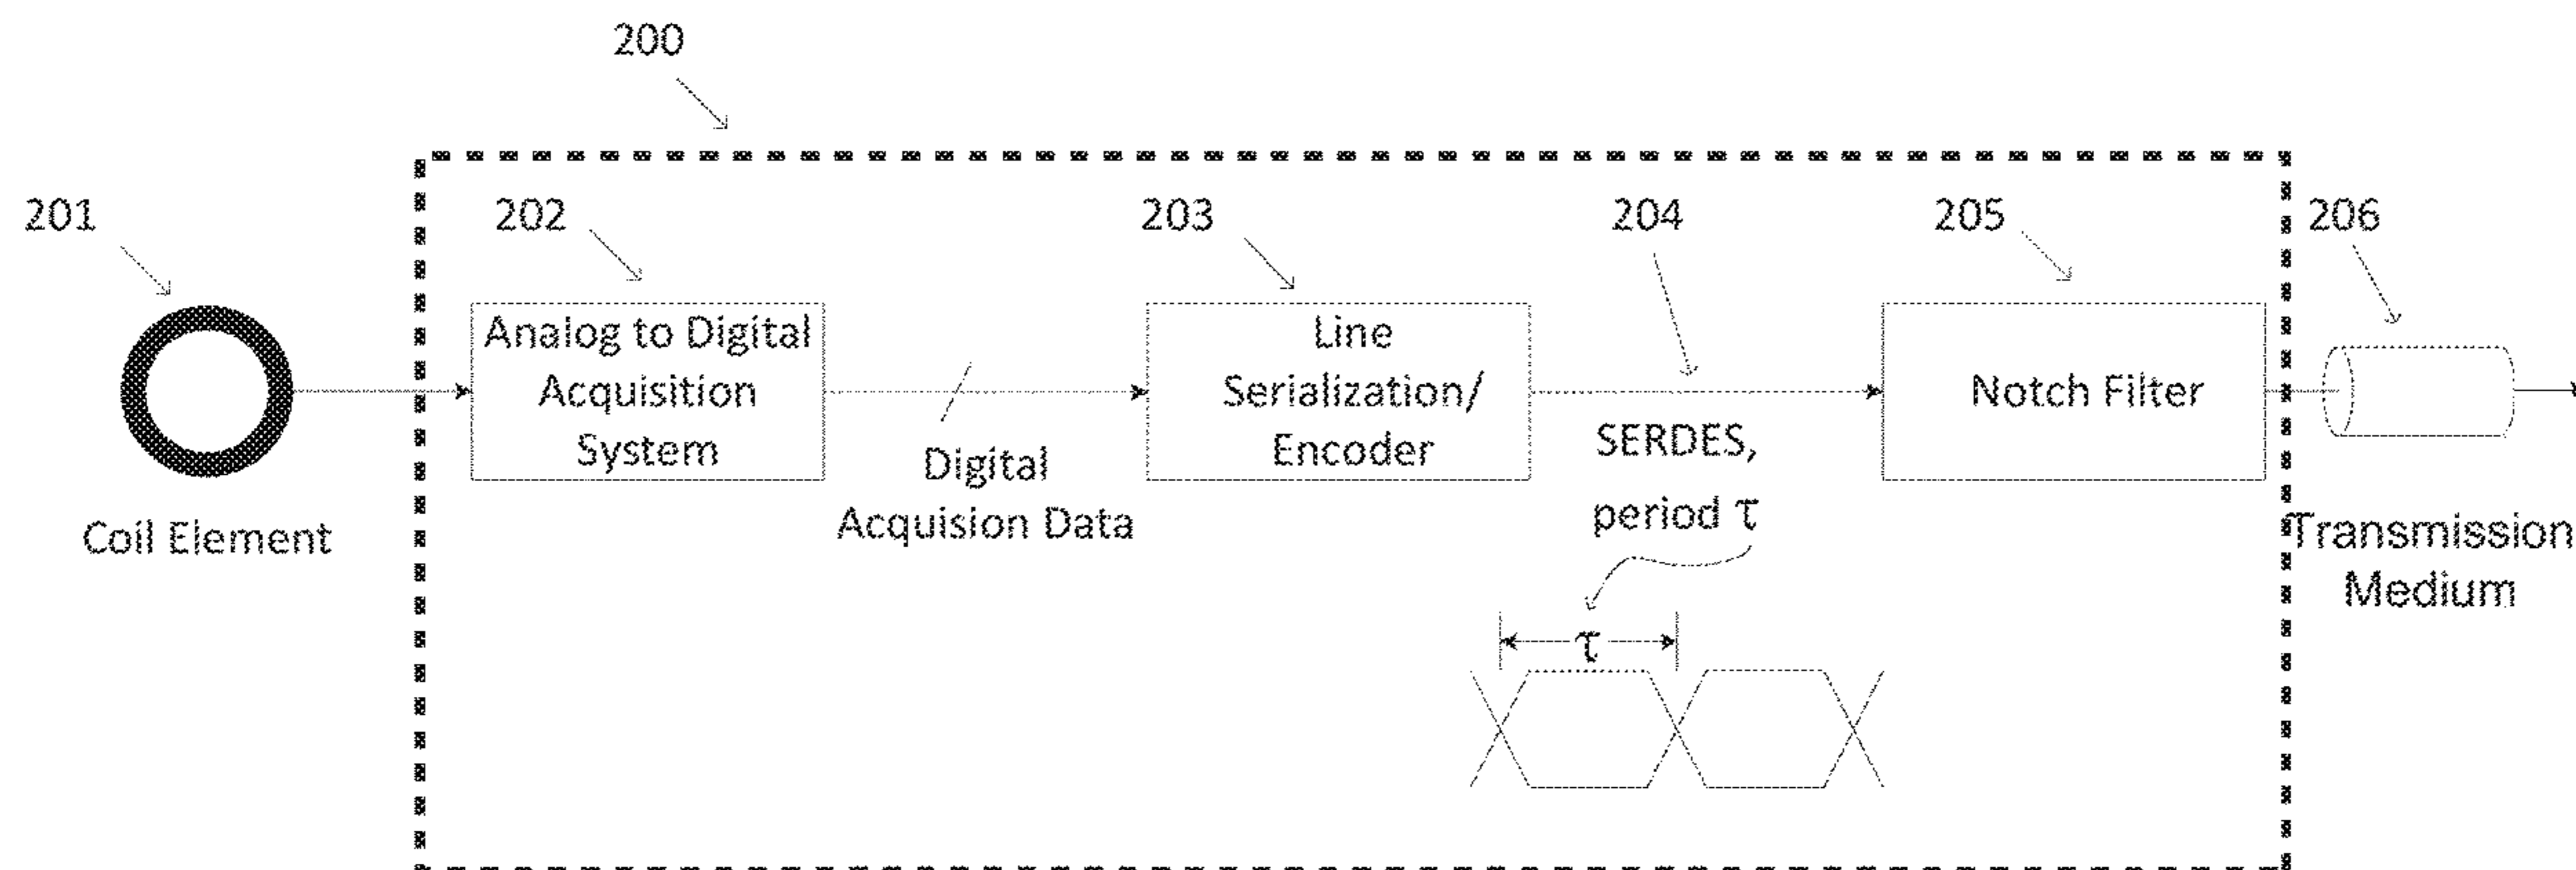 200
201
202
203
204
205
206
Analog to Digital
Acquisition
System
Line
Serialization/
Encoder
Notch Filter
Digital
Acquision Data
SERDES,
period τ
Coil Element
Transmission
Medium
τ